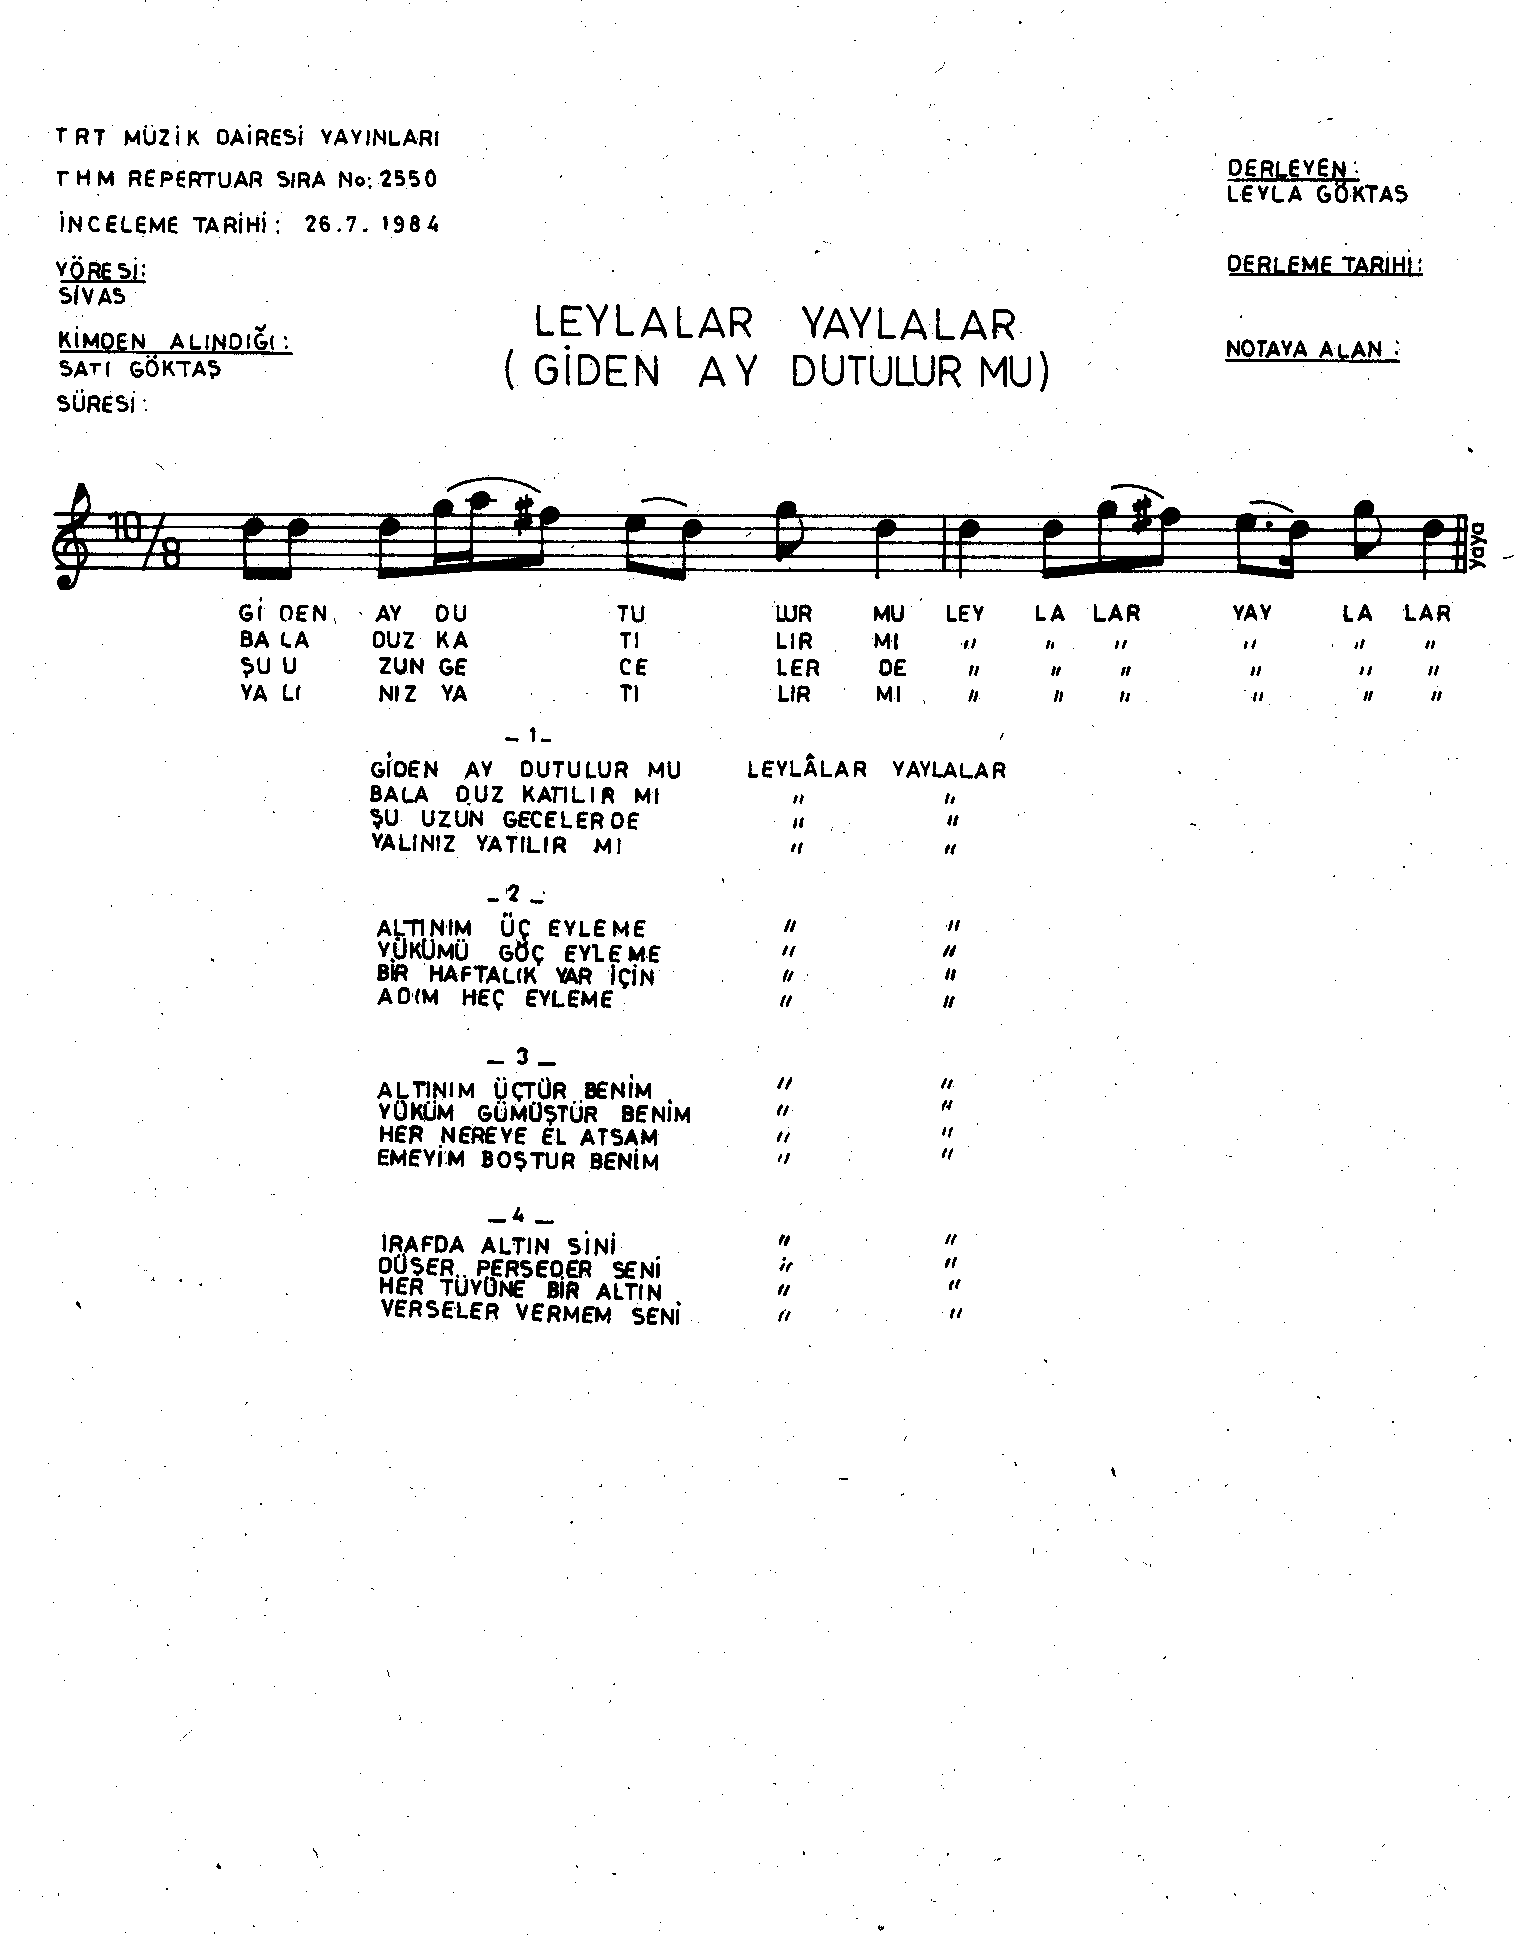 TRT MÜZİK DAİRESİ YAYINLARI
THM REPERTUAR SIRA No: 2550
İNCELEME TARİHİ: 26.7.1984
YÖRESİ:
SİVAS
KİMDEN ALINDIĞI:
SATI GÖKTAŞ
SÜRESİ:
DERLEYEN:
LEYLA GÖKTAŞ
DERLEME TARİHİ:
NOTAYA ALAN:
LEYLALAR YAYLALAR
(GİDEN AY DUTULUR MU)
10/8
yaya
Gİ DEN AY DU TU LUR MU LEY LA LAR YAY LA LAR
BA LA DUZ KA TI LIR MI " " " " " "
ŞU U ZUN GE CE LER DE " " " " " "
YA LI NIZ YA TI LIR MI " " " " " "
_ 1 _
GİDEN AY DUTULUR MU LEYLÂLAR YAYLALAR
BALA DUZ KATILIR MI " "
ŞU UZUN GECELERDE " "
YALINIZ YATILIR MI " "
_ 2 _
ALTINIM ÜÇ EYLEME " "
YÜKÜMÜ GÖÇ EYLEME " "
BİR HAFTALIK YAR İÇİN " "
ADIM HEÇ EYLEME " "
_ 3 _
ALTINIM ÜÇTÜR BENİM " "
YÜKÜM GÜMÜŞTÜR BENİM " "
HER NEREYE EL ATSAM " "
EMEYİM BOŞTUR BENİM " "
_ 4 _
IRAFDA ALTIN SİNİ " "
DÜŞER PERSEDER SENİ " "
HER TÜYÜNE BİR ALTIN " "
VERSELER VERMEM SENİ " "